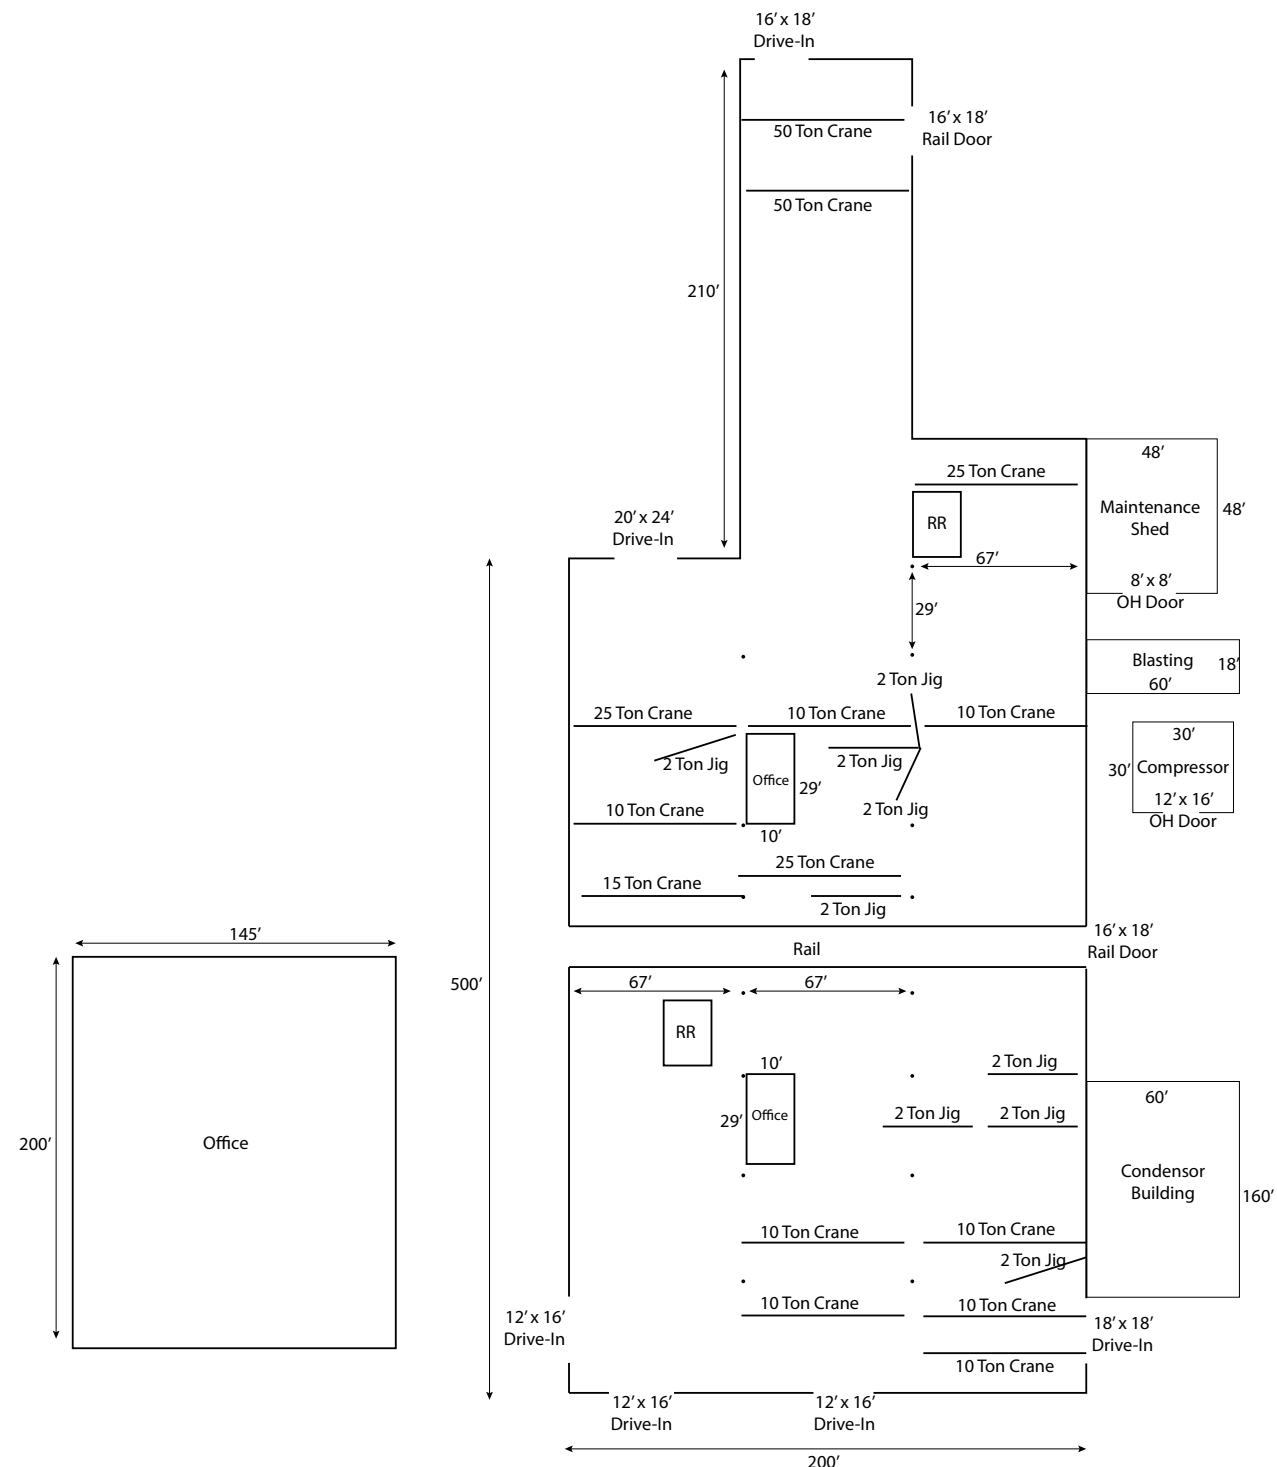 16’ x 18’
Drive-In
50 Ton Crane
16’ x 18’
Rail Door
50 Ton Crane
210’
48’
25 Ton Crane
Maintenance
Shed
48’
RR
20’ x 24’
Drive-In
67’
8’ x 8’
OH Door
29’
Blasting
18’
60’
2 Ton Jig
25 Ton Crane
10 Ton Crane
10 Ton Crane
30’
2 Ton Jig
2 Ton Jig
30’
Compressor
Office
29’
12’ x 16’
OH Door
10 Ton Crane
2 Ton Jig
10’
25 Ton Crane
15 Ton Crane
2 Ton Jig
145’
16’ x 18’
Rail Door
Rail
500’
67’
67’
RR
10’
2 Ton Jig
60’
29’
Office
2 Ton Jig
2 Ton Jig
200’
Office
Condensor
Building
160’
10 Ton Crane
10 Ton Crane
2 Ton Jig
10 Ton Crane
10 Ton Crane
12’ x 16’
Drive-In
18’ x 18’
Drive-In
10 Ton Crane
12’ x 16’
Drive-In
12’ x 16’
Drive-In
200’